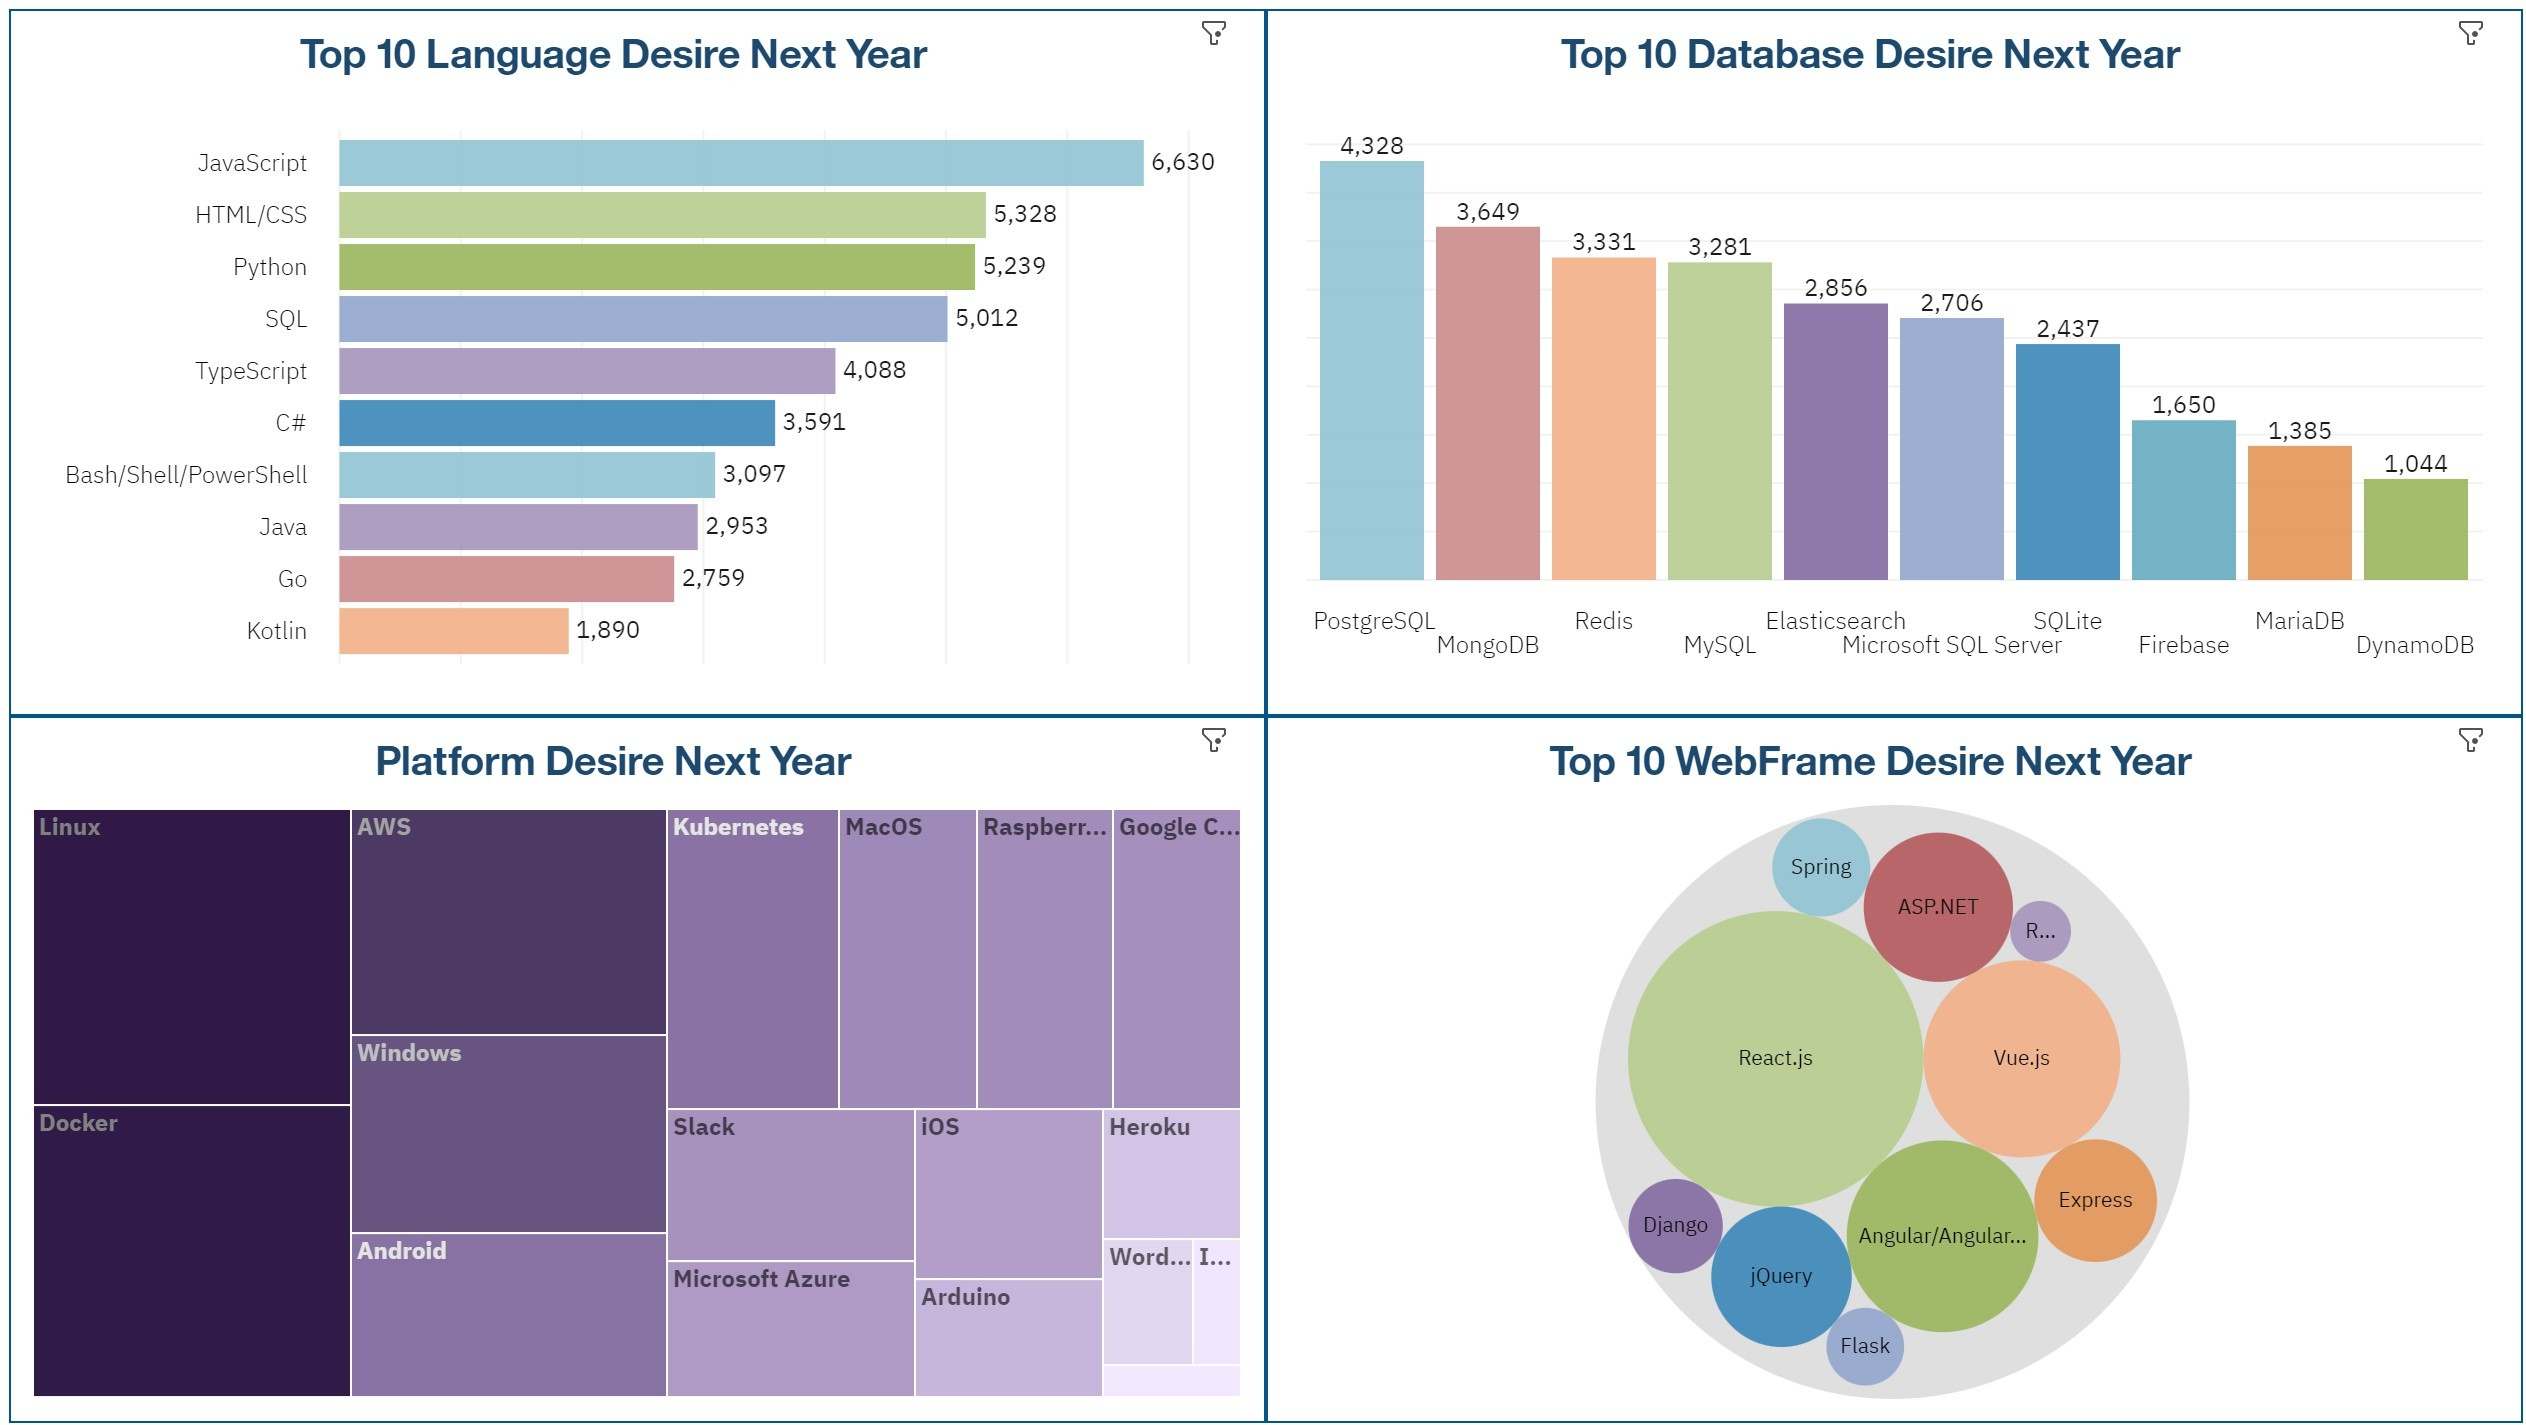 Top 10 Language Desire Next Year
JavaScript 6,630
HTML/CSS 5,328
Python 5,239
SQL 5,012
TypeScript 4,088
C# 3,591
Bash/Shell/PowerShell 3,097
Java 2,953
Go 2,759
Kotlin 1,890
Top 10 Database Desire Next Year
4,328
3,649
3,331
3,281
2,856
2,706
2,437
1,650
1,385
1,044
PostgreSQL Redis Elasticsearch SQLite MariaDB
MongoDB MySQL Microsoft SQL Server Firebase DynamoDB
Platform Desire Next Year
Linux AWS Kubernetes MacOS Raspberr... Google C...
Windows
Docker Slack iOS Heroku
Android Word... I...
Microsoft Azure Arduino
Top 10 WebFrame Desire Next Year
Spring
ASP.NET
R...
React.js Vue.js
Express
Django
Angular/Angular...
jQuery
Flask